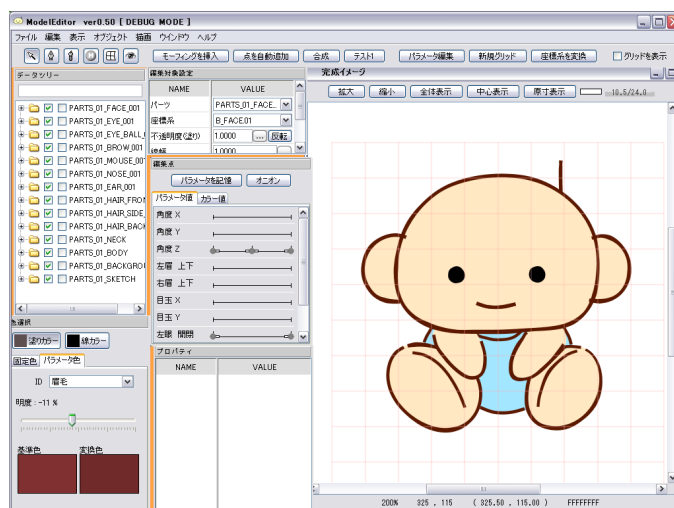 ModelEditor ver0.50 [ DEBUG MODE ]
ファイル 編集 表示 オブジェクト 描画 ウインドウ ヘルプ
モーフィングを挿入 点を自動追加 合成 テスト1 パラメータ編集 新規グリッド 座標系を変換 グリッドを表示
データツリー
PARTS_01_FACE_001
PARTS_01_EYE_001
PARTS_01_EYE_BALL_
PARTS_01_BROW_001
PARTS_01_MOUSE_001
PARTS_01_NOSE_001
PARTS_01_EAR_001
PARTS_01_HAIR_FRO
PARTS_01_HAIR_SIDE_
PARTS_01_HAIR_BACK
PARTS_01_NECK
PARTS_01_BODY
PARTS_01_BACKGROU
PARTS_01_SKETCH
色選択
塗りカラー 線カラー
固定色 パラメータ色
ID 眉毛
明度 : -11 %
基準色 変換色
編集対象設定
NAME VALUE
パーツ PARTS_01_FACE_
座標系 B_FACE.01
不透明度(塗り) 1.0000 ... 反転
線幅 1.0000
編集点
パラメータを記憶 オニオン
パラメータ値 カラー値
角度 X
角度 Y
角度 Z
左眉 上下
右眉 上下
目玉 X
目玉 Y
左眼 開閉
プロパティ
NAME VALUE
完成イメージ
拡大 縮小 全体表示 中心表示 原寸表示 10.5/24.0
200% 325 , 115 ( 325.50 , 115.00 ) FFFFFFFF